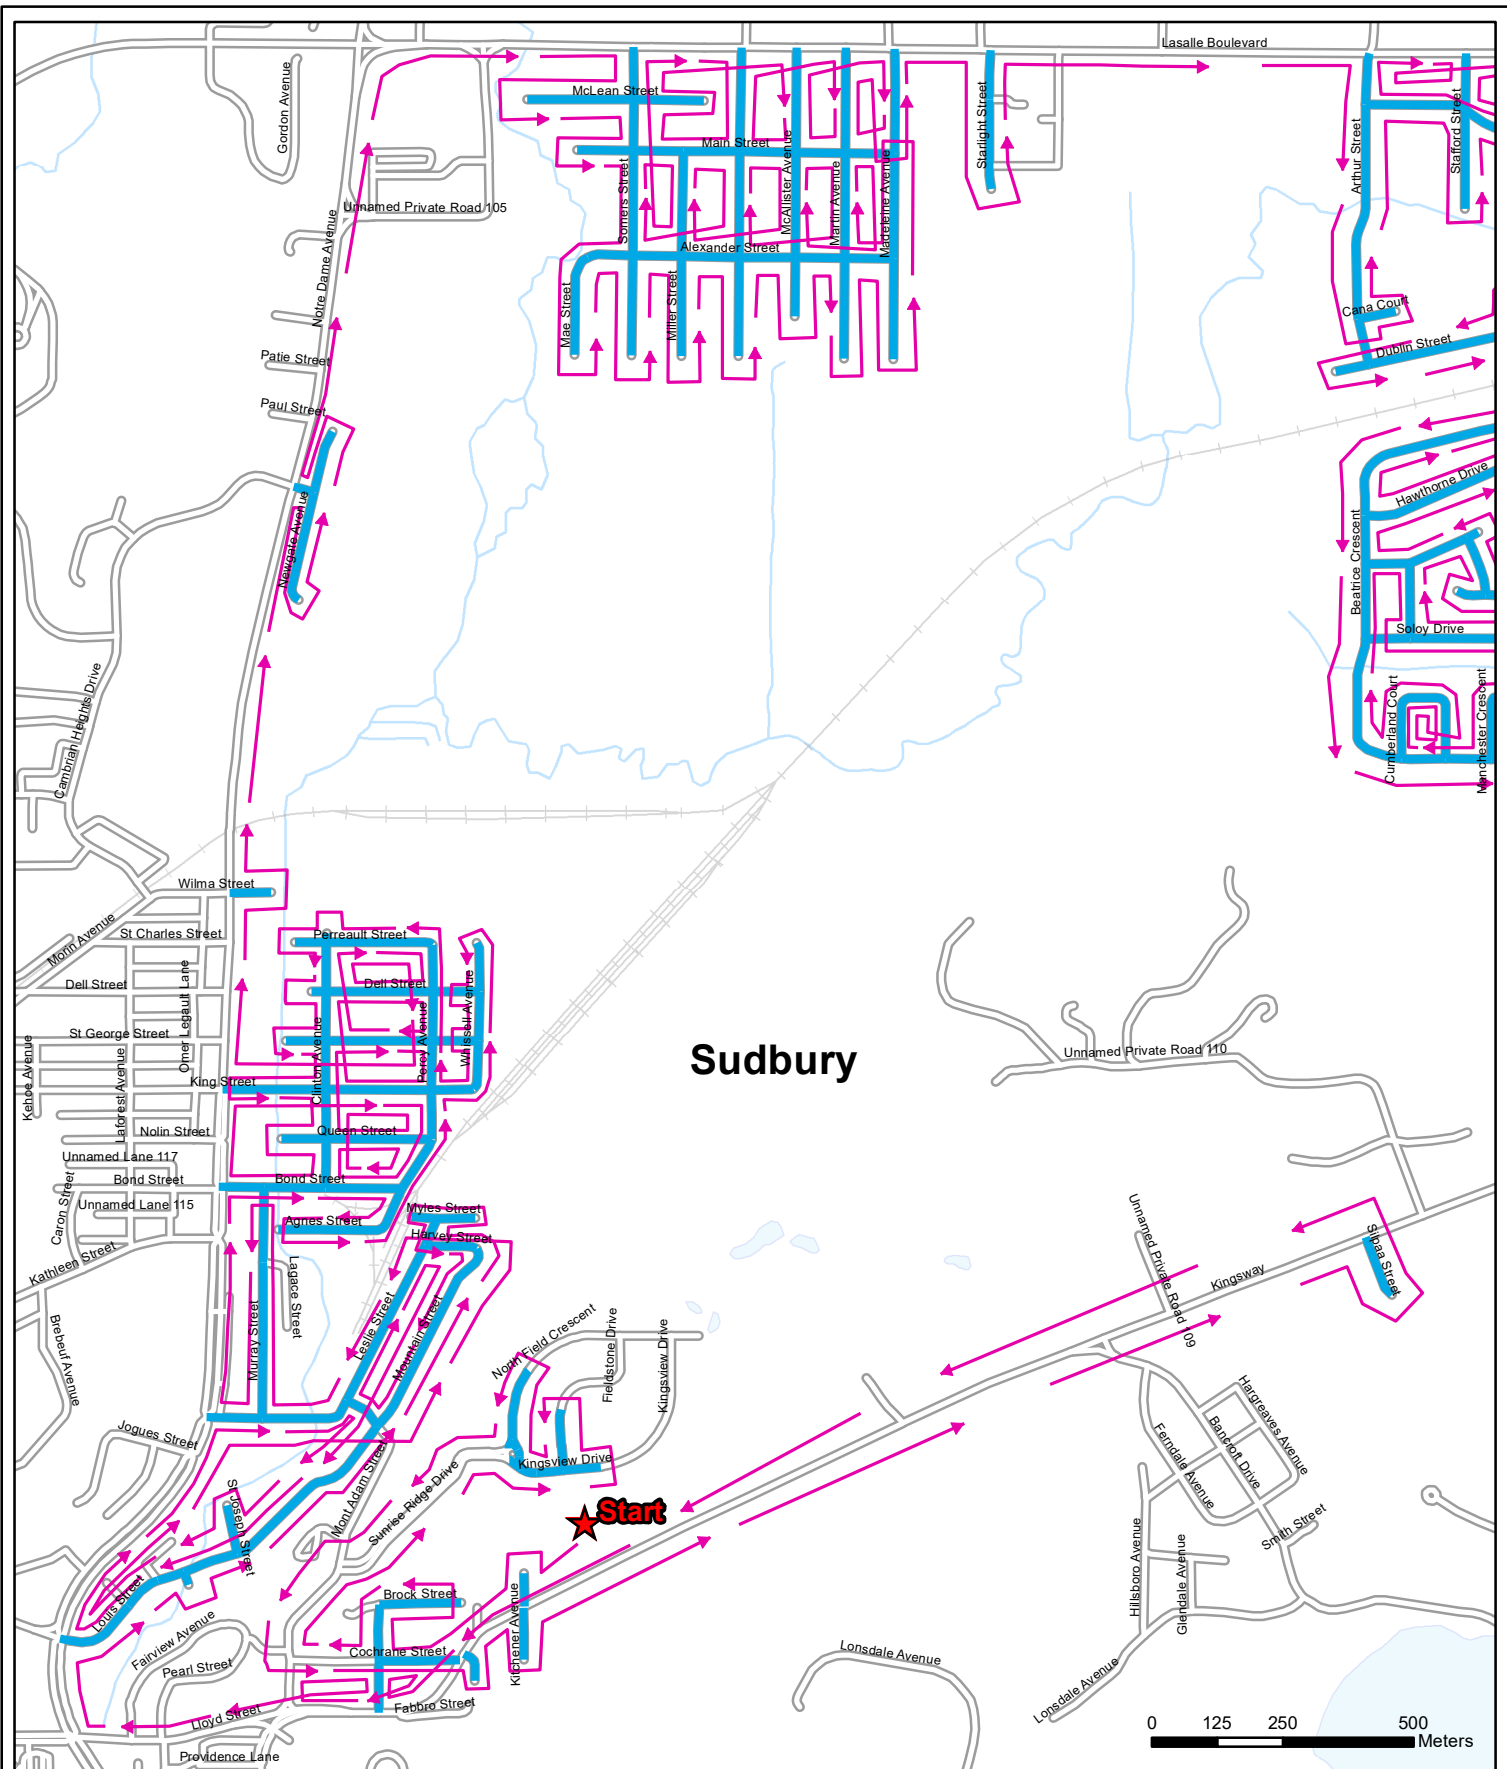 Lasalle Boulevard
Gordon Avenue
McLean Street
Main Street
Somers Street
McAllister Avenue
Martin Avenue
Madeleine Avenue
Starlight Street
Arthur Street
Stafford Street
Unnamed Private Road 105
Notre Dame Avenue
Alexander Street
Mae Street
Miller Street
Cana Court
Dublin Street
Patie Street
Paul Street
Newgate Avenue
Hawthorne Drive
Beatrice Crescent
Soloy Drive
Cumberland Court
Manchester Crescent
Cambrian Heights Drive
Wilma Street
Morin Avenue
St Charles Street
Perreault Street
Dell Street
Dell Street
Omer Legault Lane
Whissell Avenue
St George Street
Clinton Avenue
Percy Avenue
Kehoe Avenue
Laforest Avenue
King Street
Sudbury
Unnamed Private Road 110
Nolin Street
Queen Street
Unnamed Lane 117
Bond Street
Bond Street
Caron Street
Unnamed Lane 115
Agnes Street
Myles Street
Harvey Street
Kathleen Street
Lagace Street
Leslie Street
Mountain Street
Murray Street
Brebeuf Avenue
North Field Crescent
Fieldstone Drive
Kingsview Drive
Unnamed Private Road 109
Kingsway
Silpaa Street
Jogues Street
Kingsview Drive
Mont Adam Street
Sunrise Ridge Drive
St Joseph Street
Start
Hargreaves Avenue
Bancroft Drive
Ferndale Avenue
Smith Street
Hillsboro Avenue
Glendale Avenue
Louis Street
Brock Street
Kitchener Avenue
Fairview Avenue
Pearl Street
Cochrane Street
Lonsdale Avenue
Lonsdale Avenue
Lloyd Street
Fabbro Street
Providence Lane
0 125 250 500
Meters